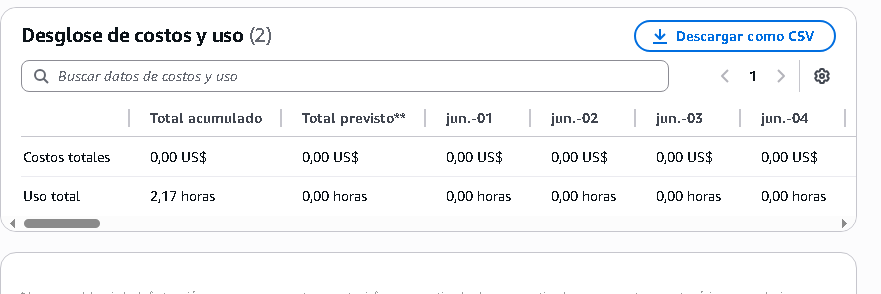 Desglose de costos y uso (2)
Descargar como CSV
Buscar datos de costos y uso
1
Total acumulado Total previsto** jun.-01 jun.-02 jun.-03 jun.-04
Costos totales 0,00 US$ 0,00 US$ 0,00 US$ 0,00 US$ 0,00 US$ 0,00 US$
Uso total 2,17 horas 0,00 horas 0,00 horas 0,00 horas 0,00 horas 0,00 horas